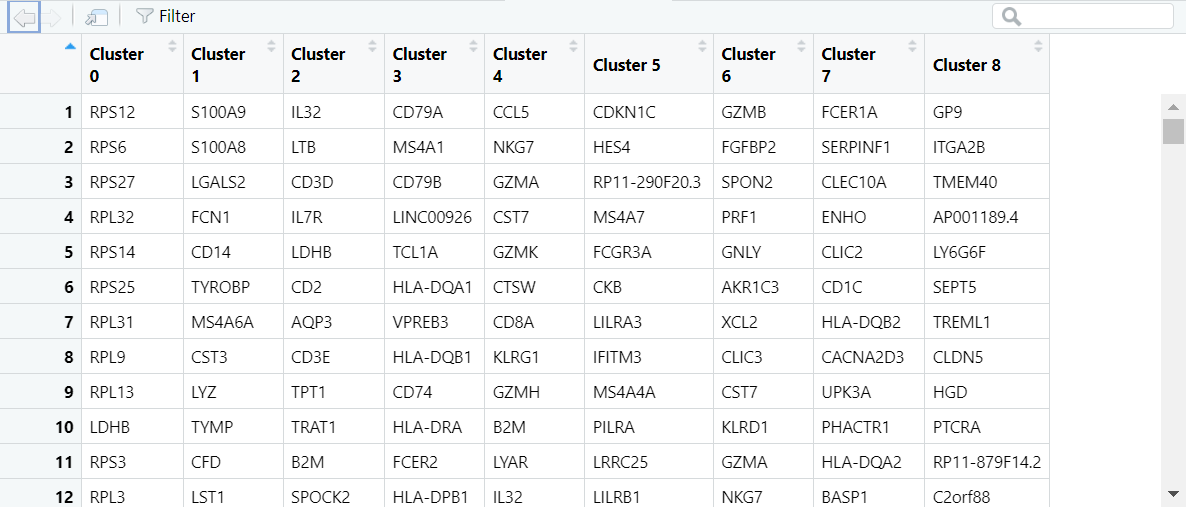 Filter
Cluster 0 Cluster 1 Cluster 2 Cluster 3 Cluster 4 Cluster 5 Cluster 6 Cluster 7 Cluster 8
1 RPS12 S100A9 IL32 CD79A CCL5 CDKN1C GZMB FCER1A GP9
2 RPS6 S100A8 LTB MS4A1 NKG7 HES4 FGFBP2 SERPINF1 ITGA2B
3 RPS27 LGALS2 CD3D CD79B GZMA RP11-290F20.3 SPON2 CLEC10A TMEM40
4 RPL32 FCN1 IL7R LINC00926 CST7 MS4A7 PRF1 ENHO AP001189.4
5 RPS14 CD14 LDHB TCL1A GZMK FCGR3A GNLY CLIC2 LY6G6F
6 RPS25 TYROBP CD2 HLA-DQA1 CTSW CKB AKR1C3 CD1C SEPT5
7 RPL31 MS4A6A AQP3 VPREB3 CD8A LILRA3 XCL2 HLA-DQB2 TREML1
8 RPL9 CST3 CD3E HLA-DQB1 KLRG1 IFITM3 CLIC3 CACNA2D3 CLDN5
9 RPL13 LYZ TPT1 CD74 GZMH MS4A4A CST7 UPK3A HGD
10 LDHB TYMP TRAT1 HLA-DRA B2M PILRA KLRD1 PHACTR1 PTCRA
11 RPS3 CFD B2M FCER2 LYAR LRRC25 GZMA HLA-DQA2 RP11-879F14.2
12 RPL3 LST1 SPOCK2 HLA-DPB1 IL32 LILRB1 NKG7 BASP1 C2orf88